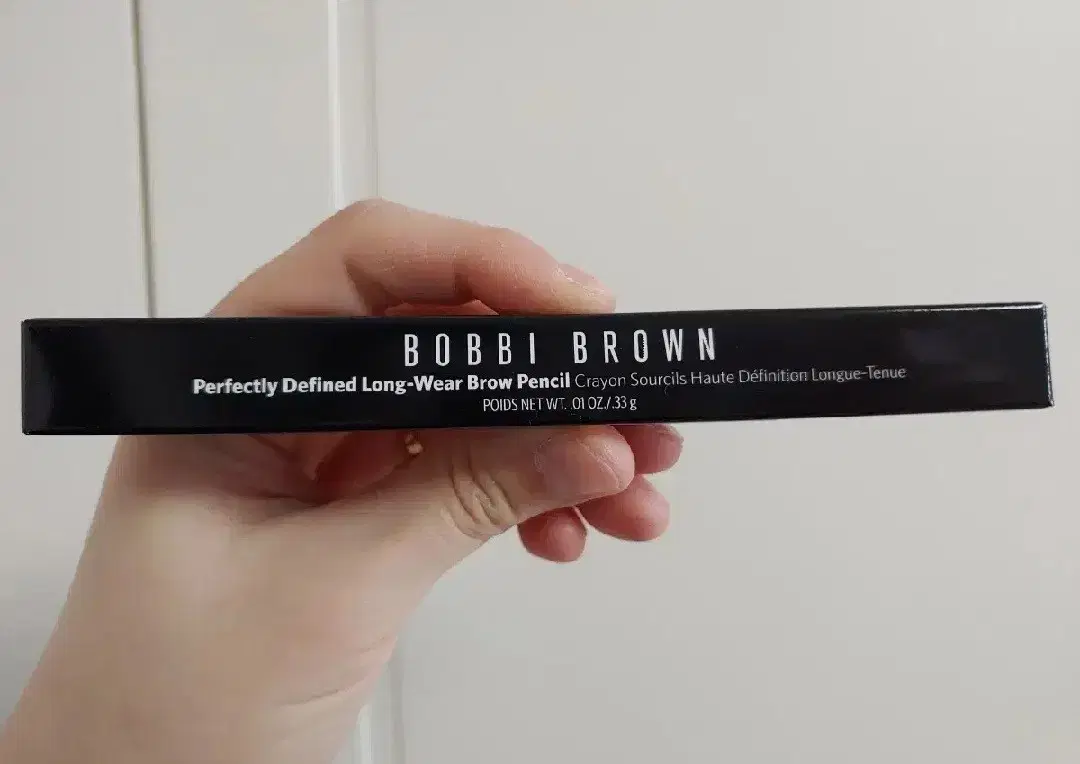 BOBBI BROWN
Perfectly Defined Long-Wear Brow Pencil Crayon Sourcils Haute Définition Longue-Tenue
POIDS NET WT. .01 OZ./.33 g